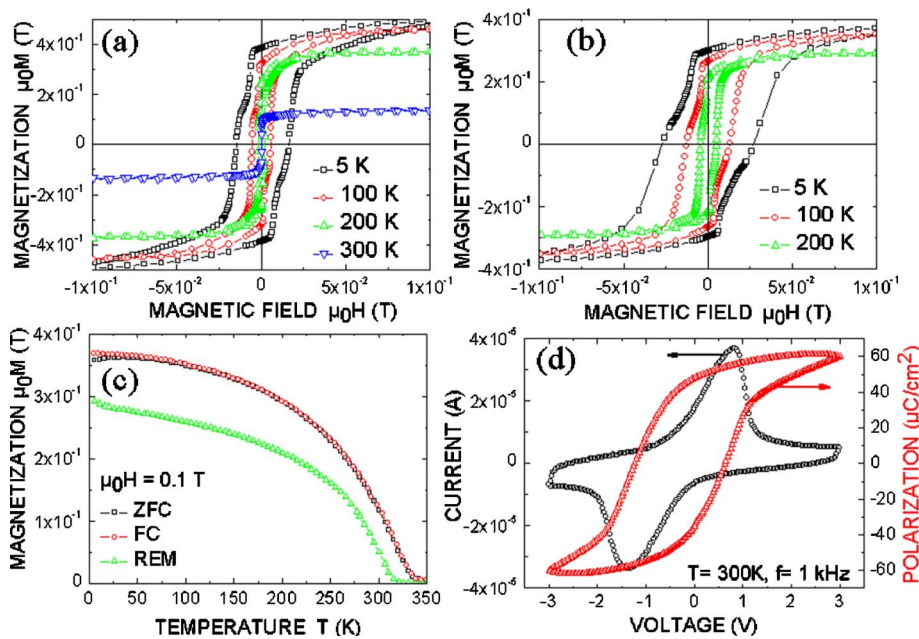 (a)
MAGNETIZATION μ₀M (T)
4x10⁻¹
2x10⁻¹
0
-2x10⁻¹
-4x10⁻¹
5 K
100 K
200 K
300 K
-1x10⁻¹ -5x10⁻² 0 5x10⁻² 1x10⁻¹
MAGNETIC FIELD μ₀H (T)
(b)
MAGNETIZATION μ₀M (T)
4x10⁻¹
2x10⁻¹
0
-2x10⁻¹
-4x10⁻¹
5 K
100 K
200 K
-1x10⁻¹ -5x10⁻² 0 5x10⁻² 1x10⁻¹
MAGNETIC FIELD μ₀H (T)
(c)
MAGNETIZATION μ₀M (T)
4x10⁻¹
3x10⁻¹
2x10⁻¹
1x10⁻¹
0
μ₀H = 0.1 T
ZFC
FC
REM
0 50 100 150 200 250 300 350
TEMPERATURE T (K)
(d)
CURRENT (A)
4x10⁻⁵
2x10⁻⁵
0
-2x10⁻⁵
-4x10⁻⁵
POLARIZATION (μC/cm²)
60
40
20
0
-20
-40
-60
T= 300K, f= 1 kHz
-3 -2 -1 0 1 2 3
VOLTAGE (V)